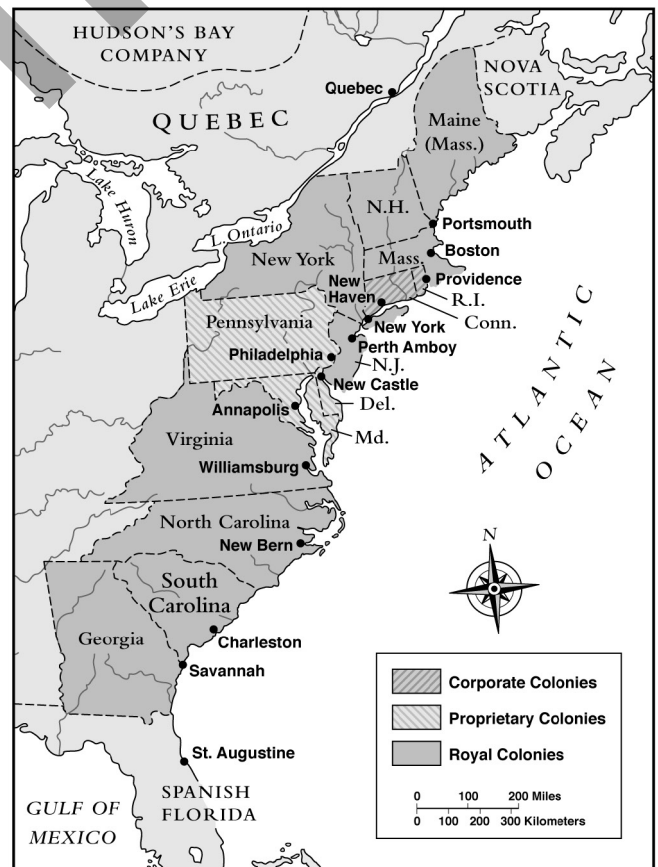 HUDSON'S BAY
COMPANY
NOVA
SCOTIA
Quebec
QUEBEC
Maine
(Mass.)
Lake Huron
L. Ontario
N.H.
Portsmouth
New York
Mass.
Boston
Lake Erie
New
Haven
Providence
R.I.
Conn.
Pennsylvania
New York
Perth Amboy
Philadelphia
N.J.
New Castle
Annapolis
Del.
Md.
Virginia
Williamsburg
ATLANTIC
OCEAN
North Carolina
New Bern
N
South
Carolina
Georgia
Charleston
Savannah
St. Augustine
SPANISH
FLORIDA
GULF OF
MEXICO
Corporate Colonies
Proprietary Colonies
Royal Colonies
0 100 200 Miles
0 100 200 300 Kilometers